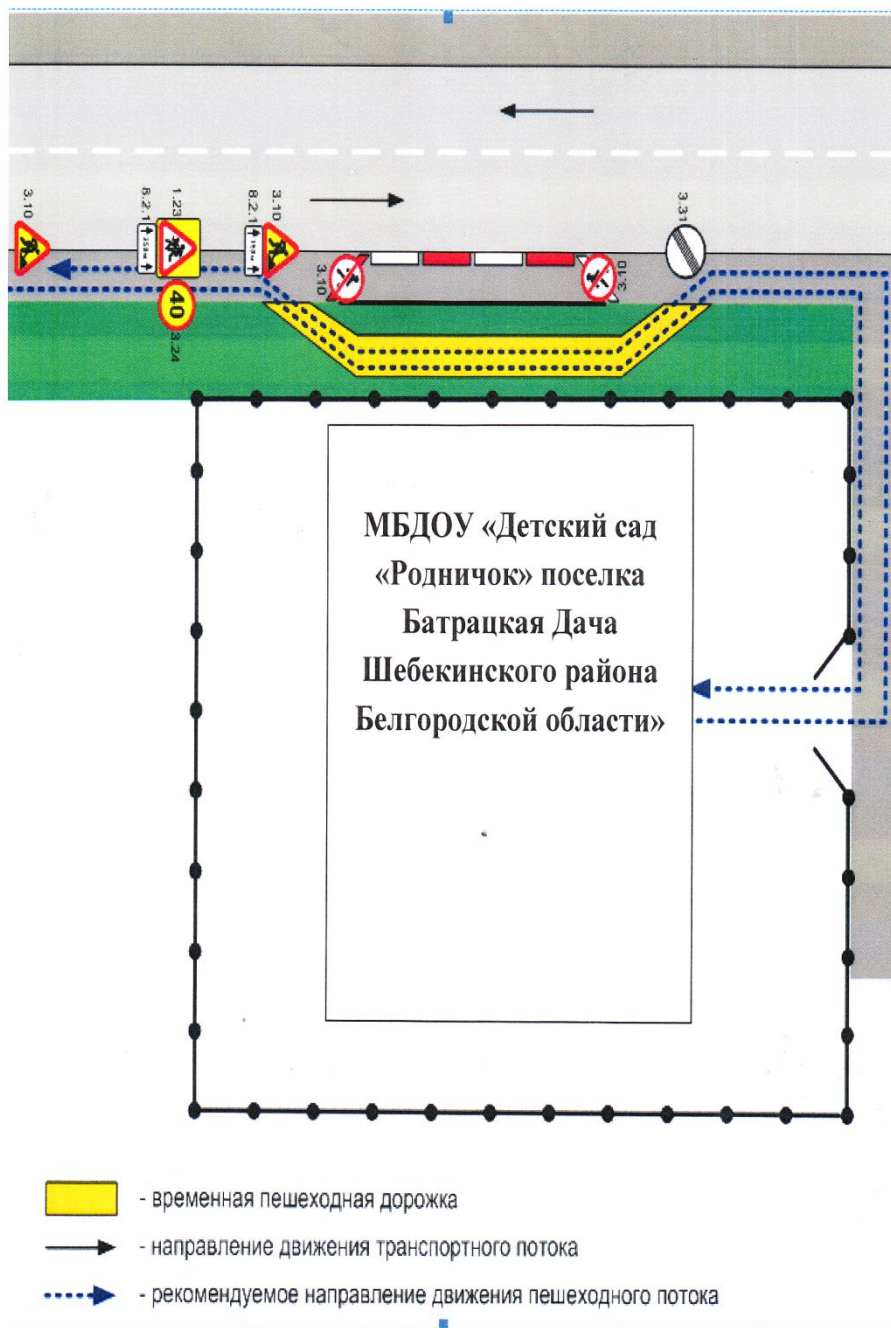 3.10
8.2.1
1.23
250м
8.2.1
3.10
3.31
3.10
3.10
40
3.24
МБДОУ «Детский сад
«Родничок» поселка
Батрацкая Дача
Шебекинского района
Белгородской области»
- временная пешеходная дорожка
- направление движения транспортного потока
- рекомендуемое направление движения пешеходного потока